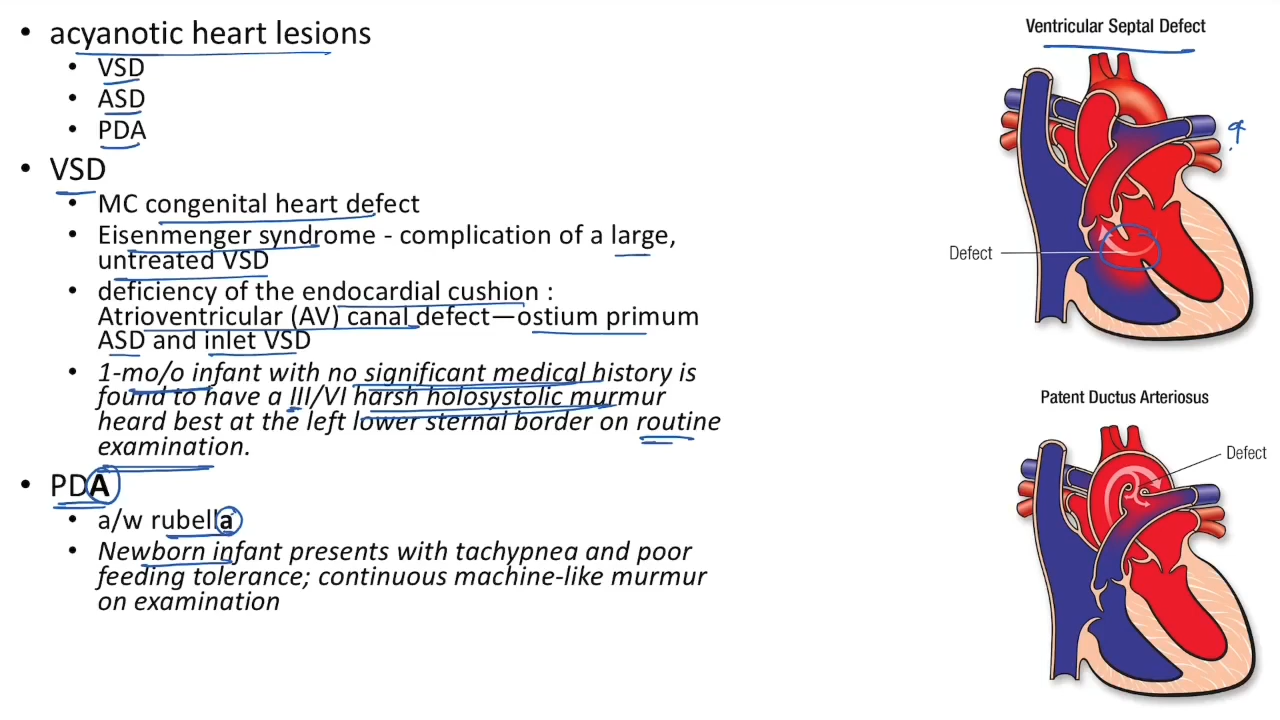 • acyanotic heart lesions
• VSD
• ASD
• PDA
• VSD
• MC congenital heart defect
• Eisenmenger syndrome - complication of a large,
untreated VSD
• deficiency of the endocardial cushion :
Atrioventricular (AV) canal defect—ostium primum
ASD and inlet VSD
• 1-mo/o infant with no significant medical history is
found to have a III/VI harsh holosystolic murmur
heard best at the left lower sternal border on routine
examination.
• PDA
• a/w rubella
• Newborn infant presents with tachypnea and poor
feeding tolerance; continuous machine-like murmur
on examination
Ventricular Septal Defect
Defect
Patent Ductus Arteriosus
Defect